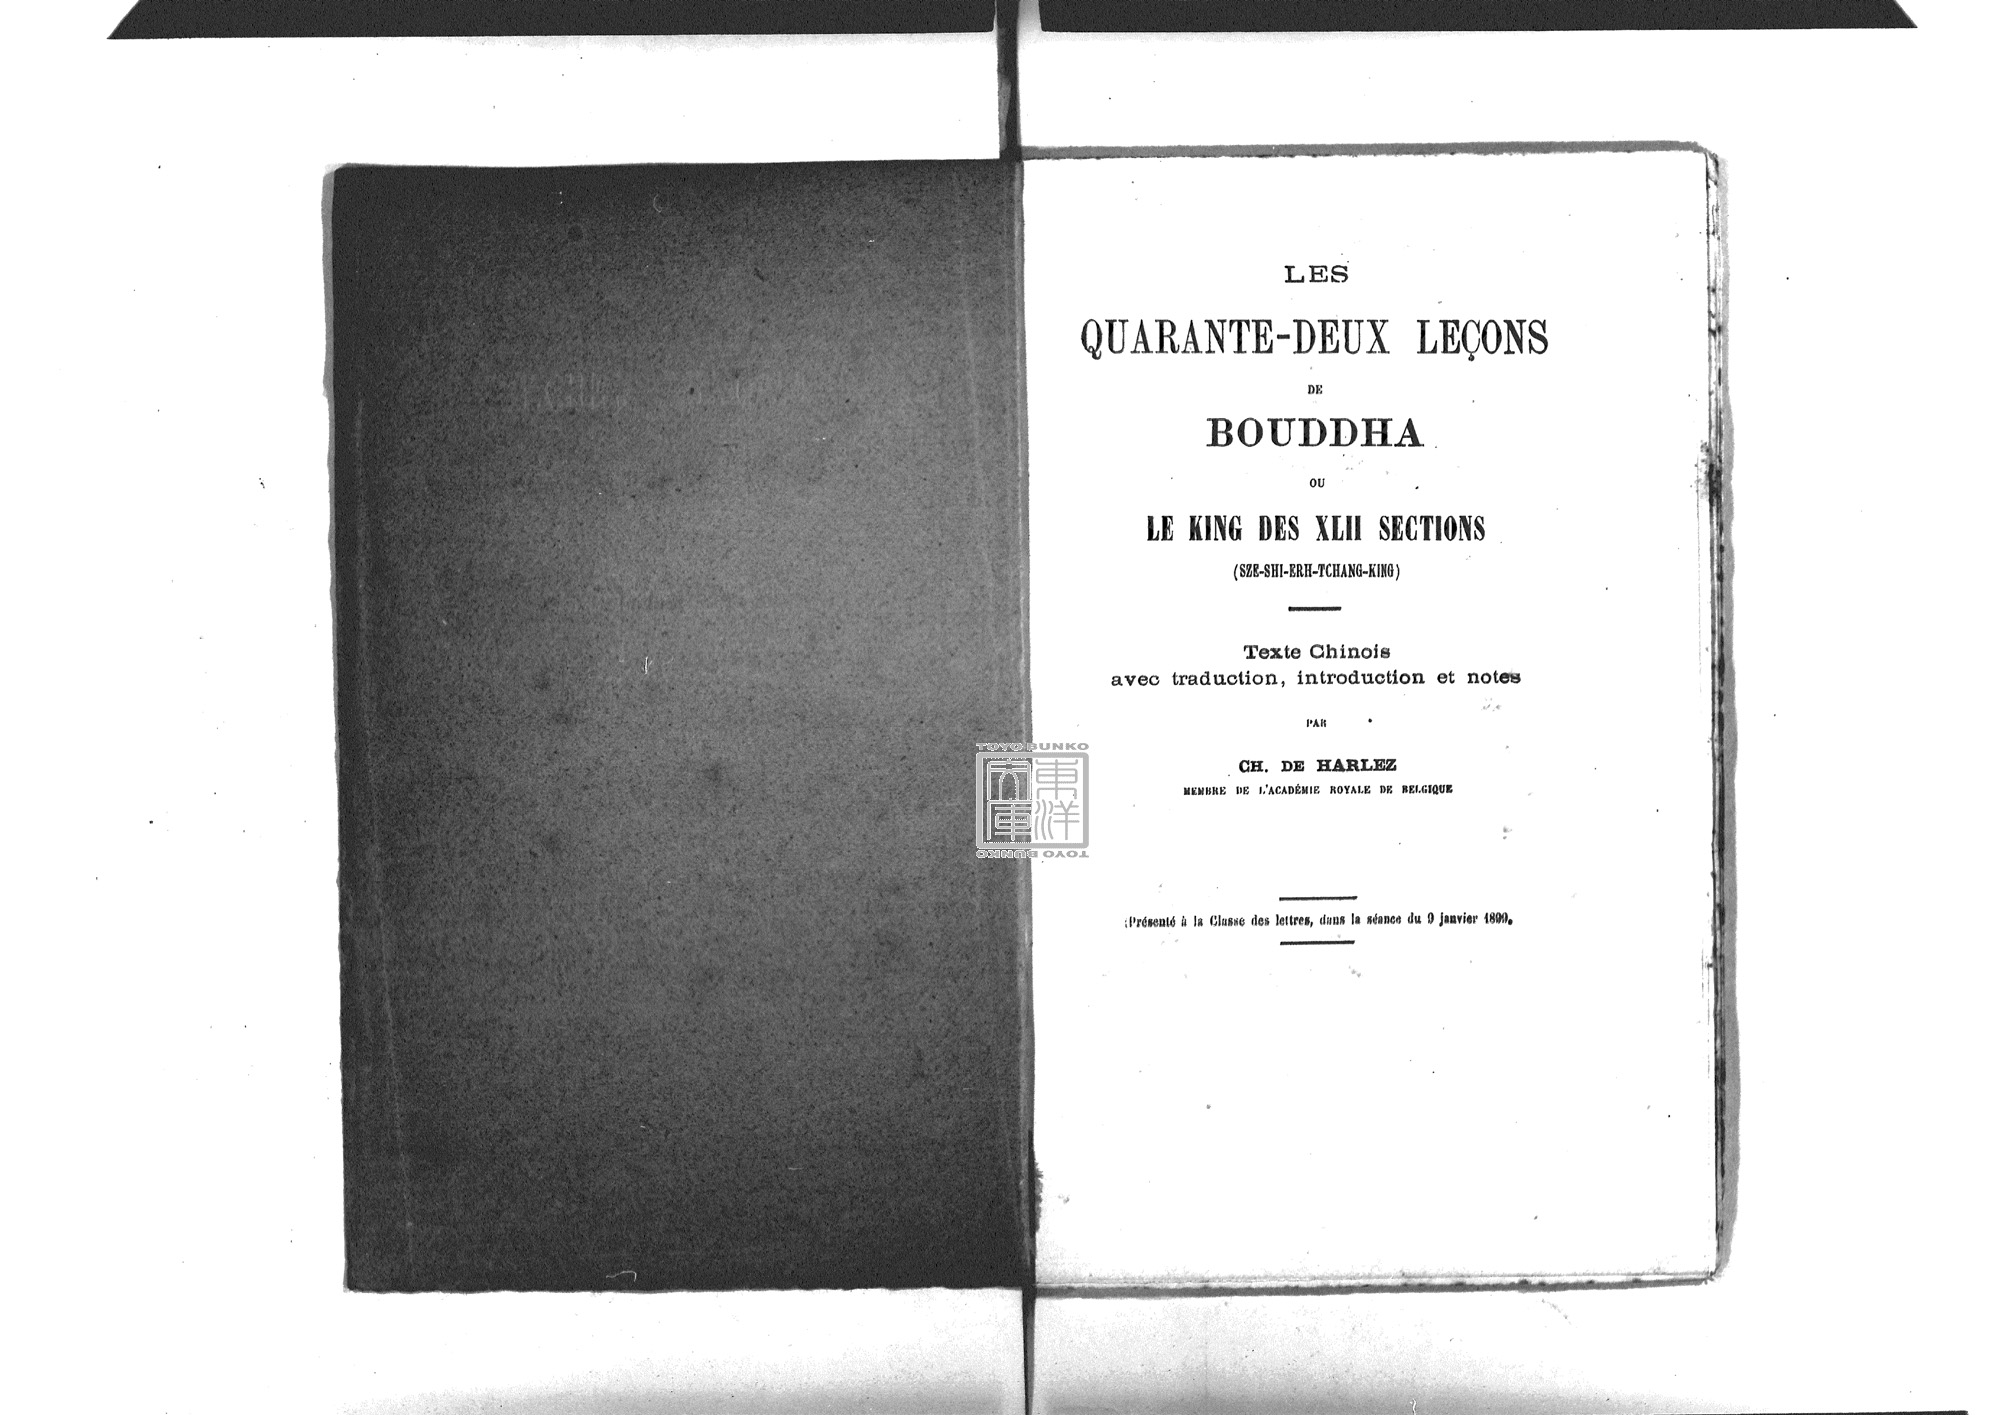 LES
QUARANTE-DEUX LEÇONS
DE
BOUDDHA
OU
LE KING DES XLII SECTIONS
(SZE-SHI-ERH-TCHANG-KING)
Texte Chinois
avec traduction, introduction et notes
PAR
CH. DE HARLEZ
MEMBRE DE L'ACADÉMIE ROYALE DE BELGIQUE
TOYO BUNKO
東洋文庫
TOYO BUNKO
Présenté à la Classe des lettres, dans la séance du 9 janvier 1899.